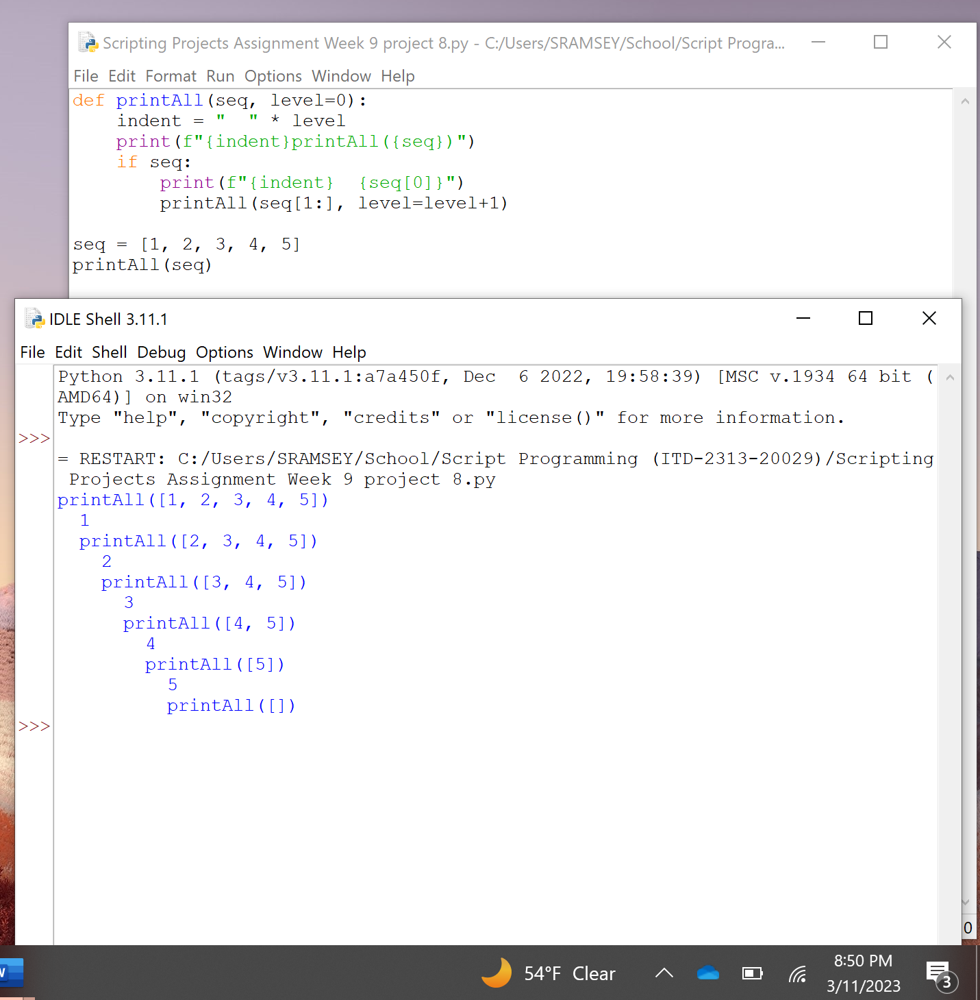 Scripting Projects Assignment Week 9 project 8.py - C:/Users/SRAMSEY/School/Script Progra...
File Edit Format Run Options Window Help
def printAll(seq, level=0):
    indent = "  " * level
    print(f"{indent}printAll({seq})")
    if seq:
        print(f"{indent}  {seq[0]}")
        printAll(seq[1:], level=level+1)
seq = [1, 2, 3, 4, 5]
printAll(seq)
IDLE Shell 3.11.1
File Edit Shell Debug Options Window Help
Python 3.11.1 (tags/v3.11.1:a7a450f, Dec  6 2022, 19:58:39) [MSC v.1934 64 bit (
AMD64)] on win32
Type "help", "copyright", "credits" or "license()" for more information.
>>>
= RESTART: C:/Users/SRAMSEY/School/Script Programming (ITD-2313-20029)/Scripting
 Projects Assignment Week 9 project 8.py
printAll([1, 2, 3, 4, 5])
  1
  printAll([2, 3, 4, 5])
    2
    printAll([3, 4, 5])
      3
      printAll([4, 5])
        4
        printAll([5])
          5
          printAll([])
>>>
0
W
54°F Clear
8:50 PM
3/11/2023
3